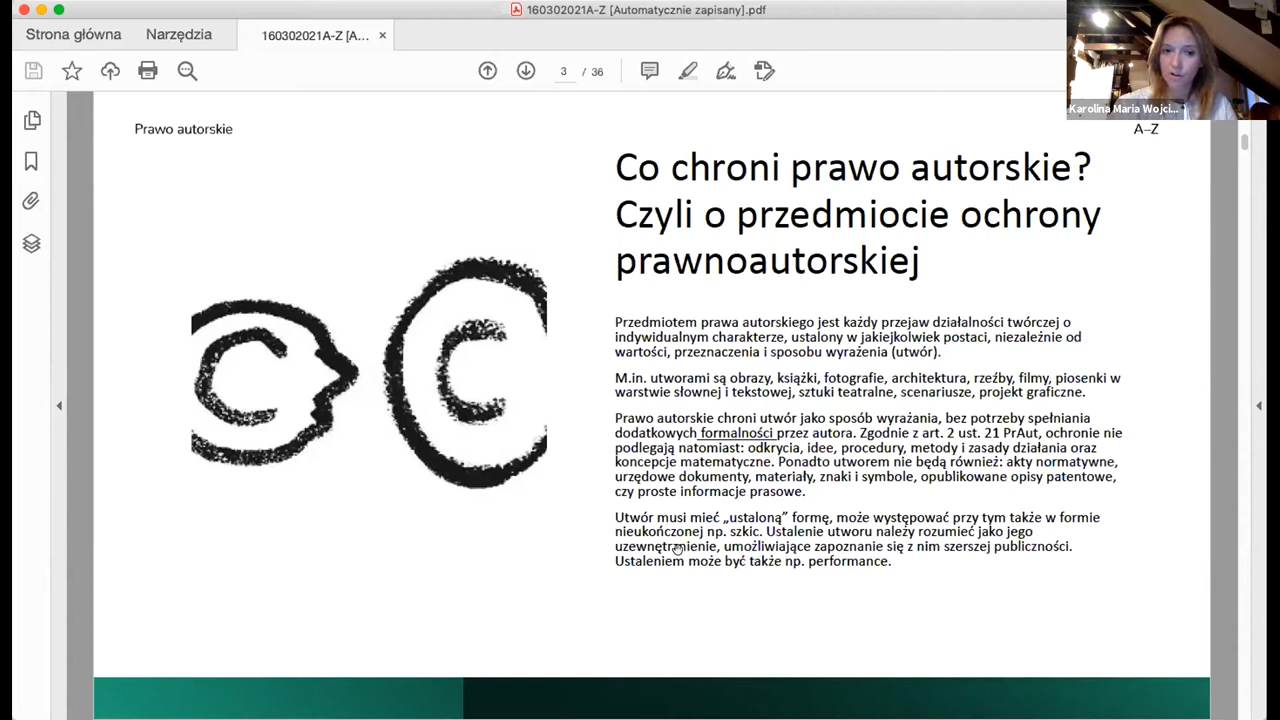 160302021A-Z [Automatycznie zapisany].pdf
Strona główna Narzędzia 160302021A-Z [A... ×
3 / 36
Karolina Maria Wojci...
Prawo autorskie
A–Z
Co chroni prawo autorskie?
Czyli o przedmiocie ochrony
prawnoautorskiej
Przedmiotem prawa autorskiego jest każdy przejaw działalności twórczej o
indywidualnym charakterze, ustalony w jakiejkolwiek postaci, niezależnie od
wartości, przeznaczenia i sposobu wyrażenia (utwór).
M.in. utworami są obrazy, książki, fotografie, architektura, rzeźby, filmy, piosenki w
warstwie słownej i tekstowej, sztuki teatralne, scenariusze, projekt graficzne.
Prawo autorskie chroni utwór jako sposób wyrażania, bez potrzeby spełniania
dodatkowych formalności przez autora. Zgodnie z art. 2 ust. 21 PrAut, ochronie nie
podlegają natomiast: odkrycia, idee, procedury, metody i zasady działania oraz
koncepcje matematyczne. Ponadto utworem nie będą również: akty normatywne,
urzędowe dokumenty, materiały, znaki i symbole, opublikowane opisy patentowe,
czy proste informacje prasowe.
Utwór musi mieć „ustaloną” formę, może występować przy tym także w formie
nieukończonej np. szkic. Ustalenie utworu należy rozumieć jako jego
uzewnętrznienie, umożliwiające zapoznanie się z nim szerszej publiczności.
Ustaleniem może być także np. performance.